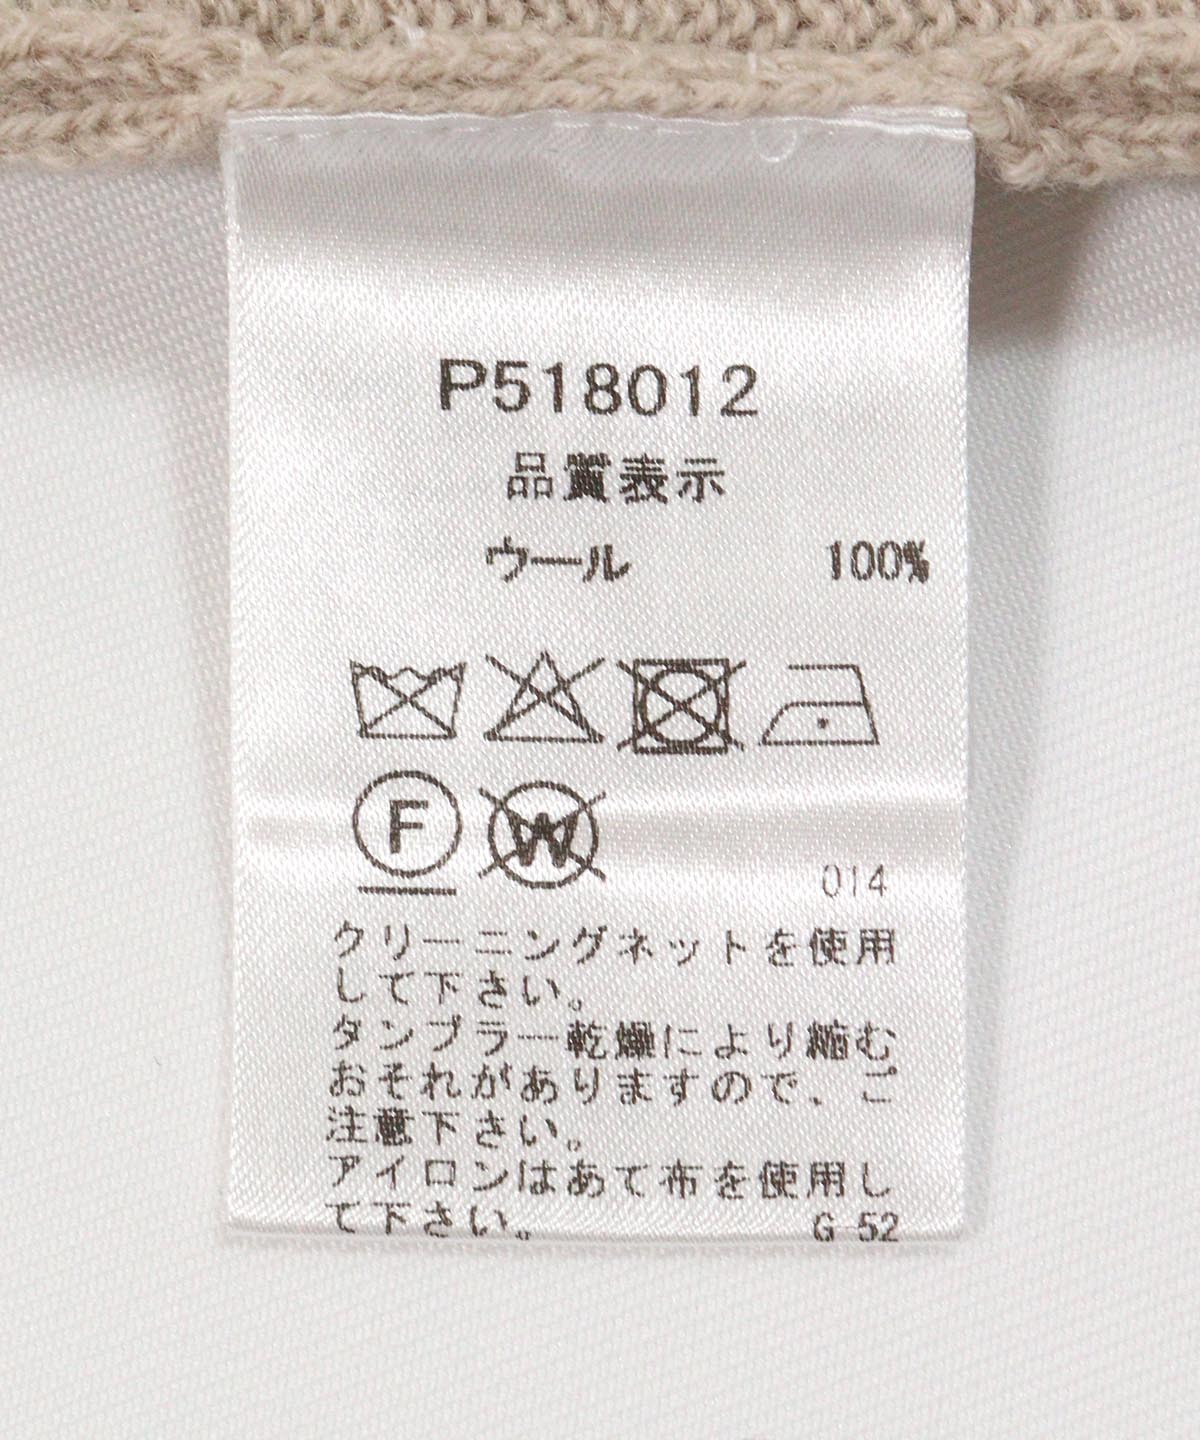 P518012
品質表示
ウール 100%
F W
014
クリーニングネットを使用
して下さい。
タンブラー乾燥により縮む
おそれがありますので、ご
注意下さい。
アイロンはあて布を使用し
て下さい。 G-52